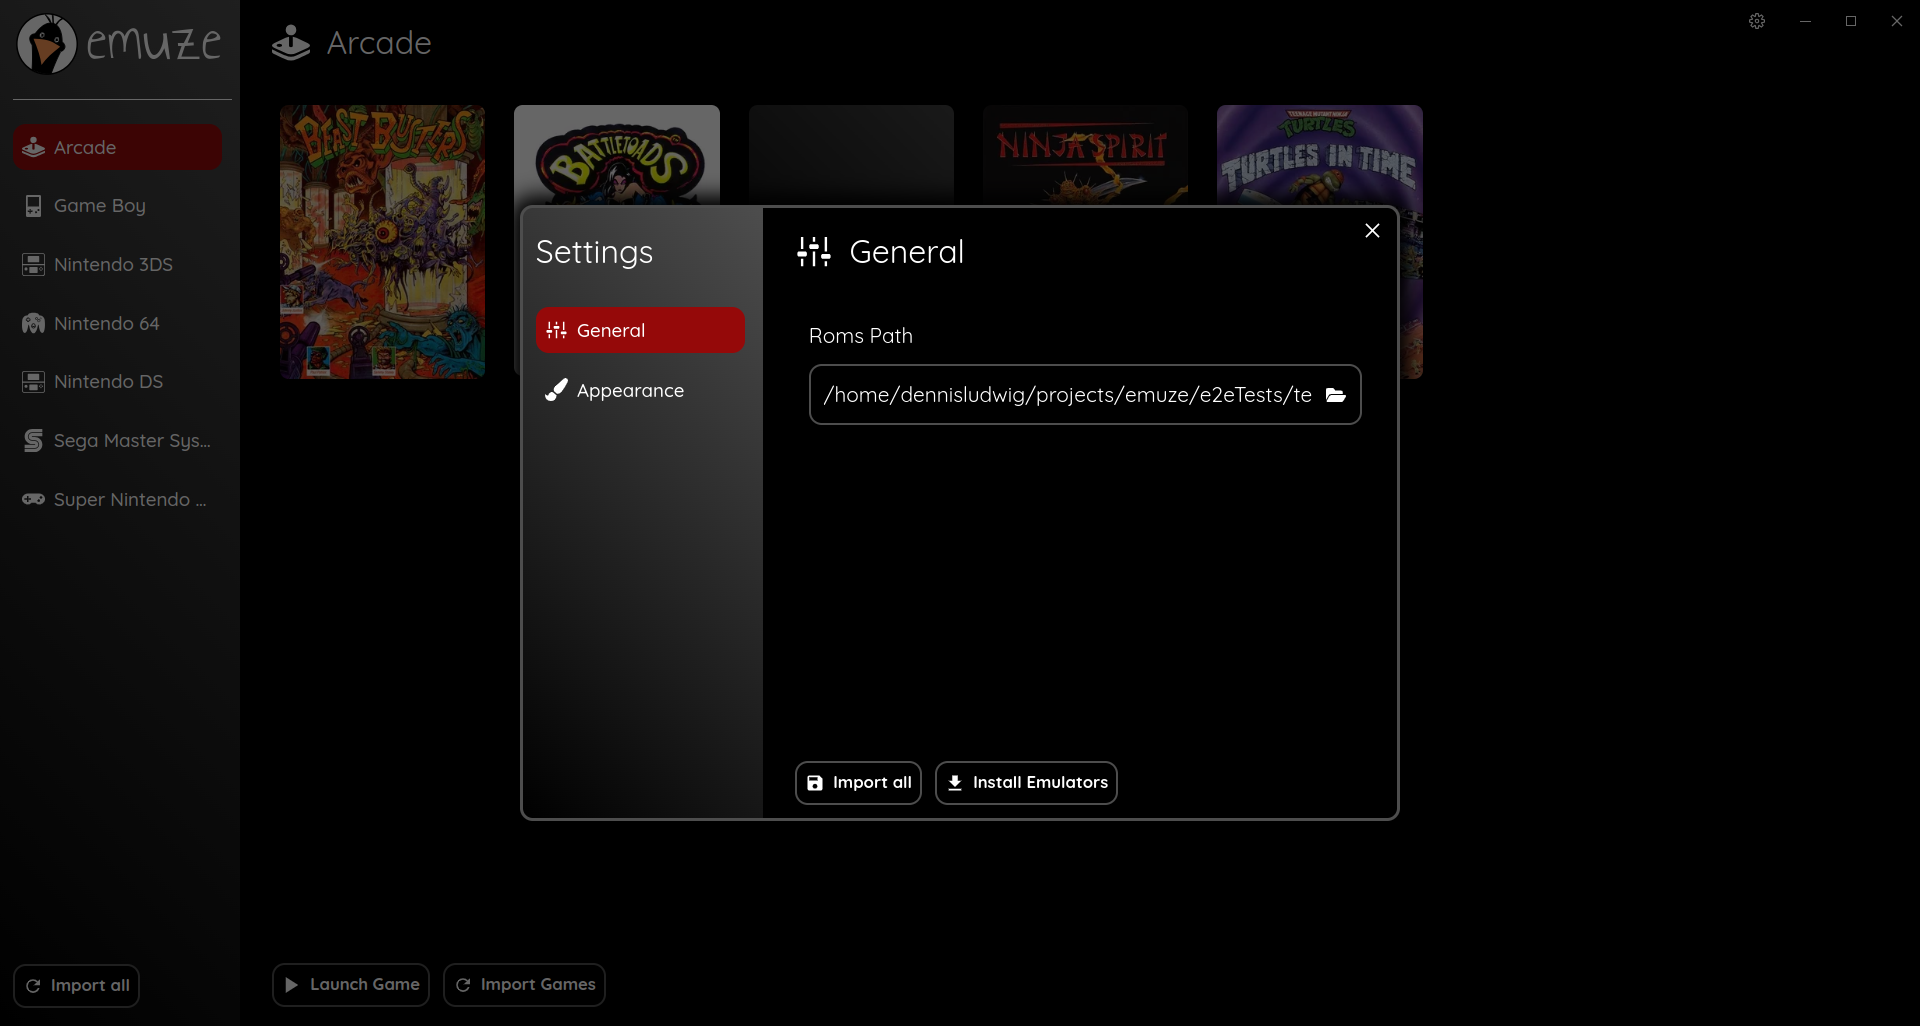 emuze
Arcade
Game Boy
Nintendo 3DS
Nintendo 64
Nintendo DS
Sega Master Sys...
Super Nintendo ...
Import all
Arcade
BEAST BUSTERS
BATTLETOADS
NINJA SPIRIT
TEENAGE MUTANT NINJA
TURTLES
TURTLES IN TIME
Settings
General
Appearance
General
Roms Path
/home/dennisludwig/projects/emuze/e2eTests/te
Import all
Install Emulators
Launch Game
Import Games